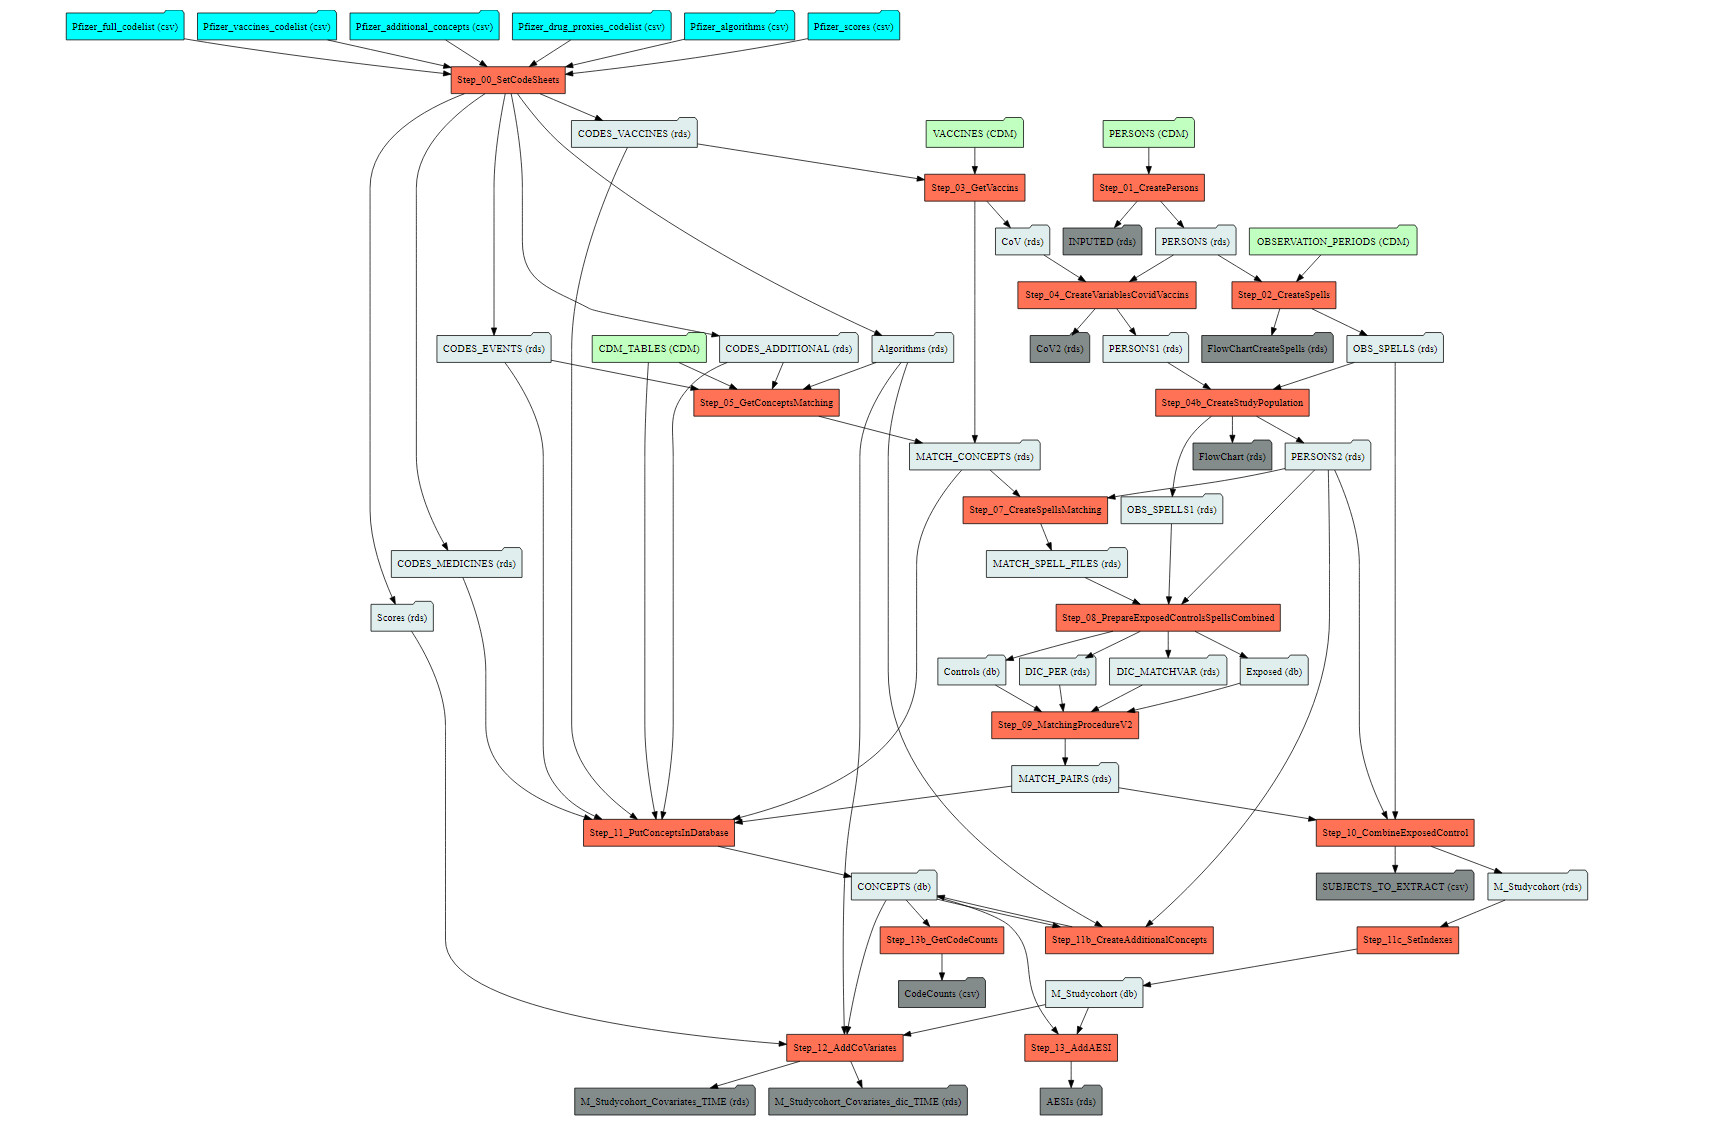 Pfizer_full_codelist (csv)
Pfizer_vaccines_codelist (csv)
Pfizer_additional_concepts (csv)
Pfizer_drug_proxies_codelist (csv)
Pfizer_algorithms (csv)
Pfizer_scores (csv)
Step_00_SetCodeSheets
CODES_VACCINES (rds)
VACCINES (CDM)
PERSONS (CDM)
Step_03_GetVaccins
Step_01_CreatePersons
CoV (rds)
INPUTED (rds)
PERSONS (rds)
OBSERVATION_PERIODS (CDM)
Step_04_CreateVariablesCovidVaccins
Step_02_CreateSpells
CODES_EVENTS (rds)
CDM_TABLES (CDM)
CODES_ADDITIONAL (rds)
Algorithms (rds)
CoV2 (rds)
PERSONS1 (rds)
FlowChartCreateSpells (rds)
OBS_SPELLS (rds)
Step_05_GetConceptsMatching
Step_04b_CreateStudyPopulation
MATCH_CONCEPTS (rds)
FlowChart (rds)
PERSONS2 (rds)
Step_07_CreateSpellsMatching
OBS_SPELLS1 (rds)
CODES_MEDICINES (rds)
MATCH_SPELL_FILES (rds)
Scores (rds)
Step_08_PrepareExposedControlsSpellsCombined
Controls (db)
DIC_PER (rds)
DIC_MATCHVAR (rds)
Exposed (db)
Step_09_MatchingProcedureV2
MATCH_PAIRS (rds)
Step_11_PutConceptsInDatabase
Step_10_CombineExposedControl
CONCEPTS (db)
SUBJECTS_TO_EXTRACT (csv)
M_Studycohort (rds)
Step_13b_GetCodeCounts
Step_11b_CreateAdditionalConcepts
Step_11c_SetIndexes
CodeCounts (csv)
M_Studycohort (db)
Step_12_AddCoVariates
Step_13_AddAESI
M_Studycohort_Covariates_TIME (rds)
M_Studycohort_Covariates_dic_TIME (rds)
AESIs (rds)